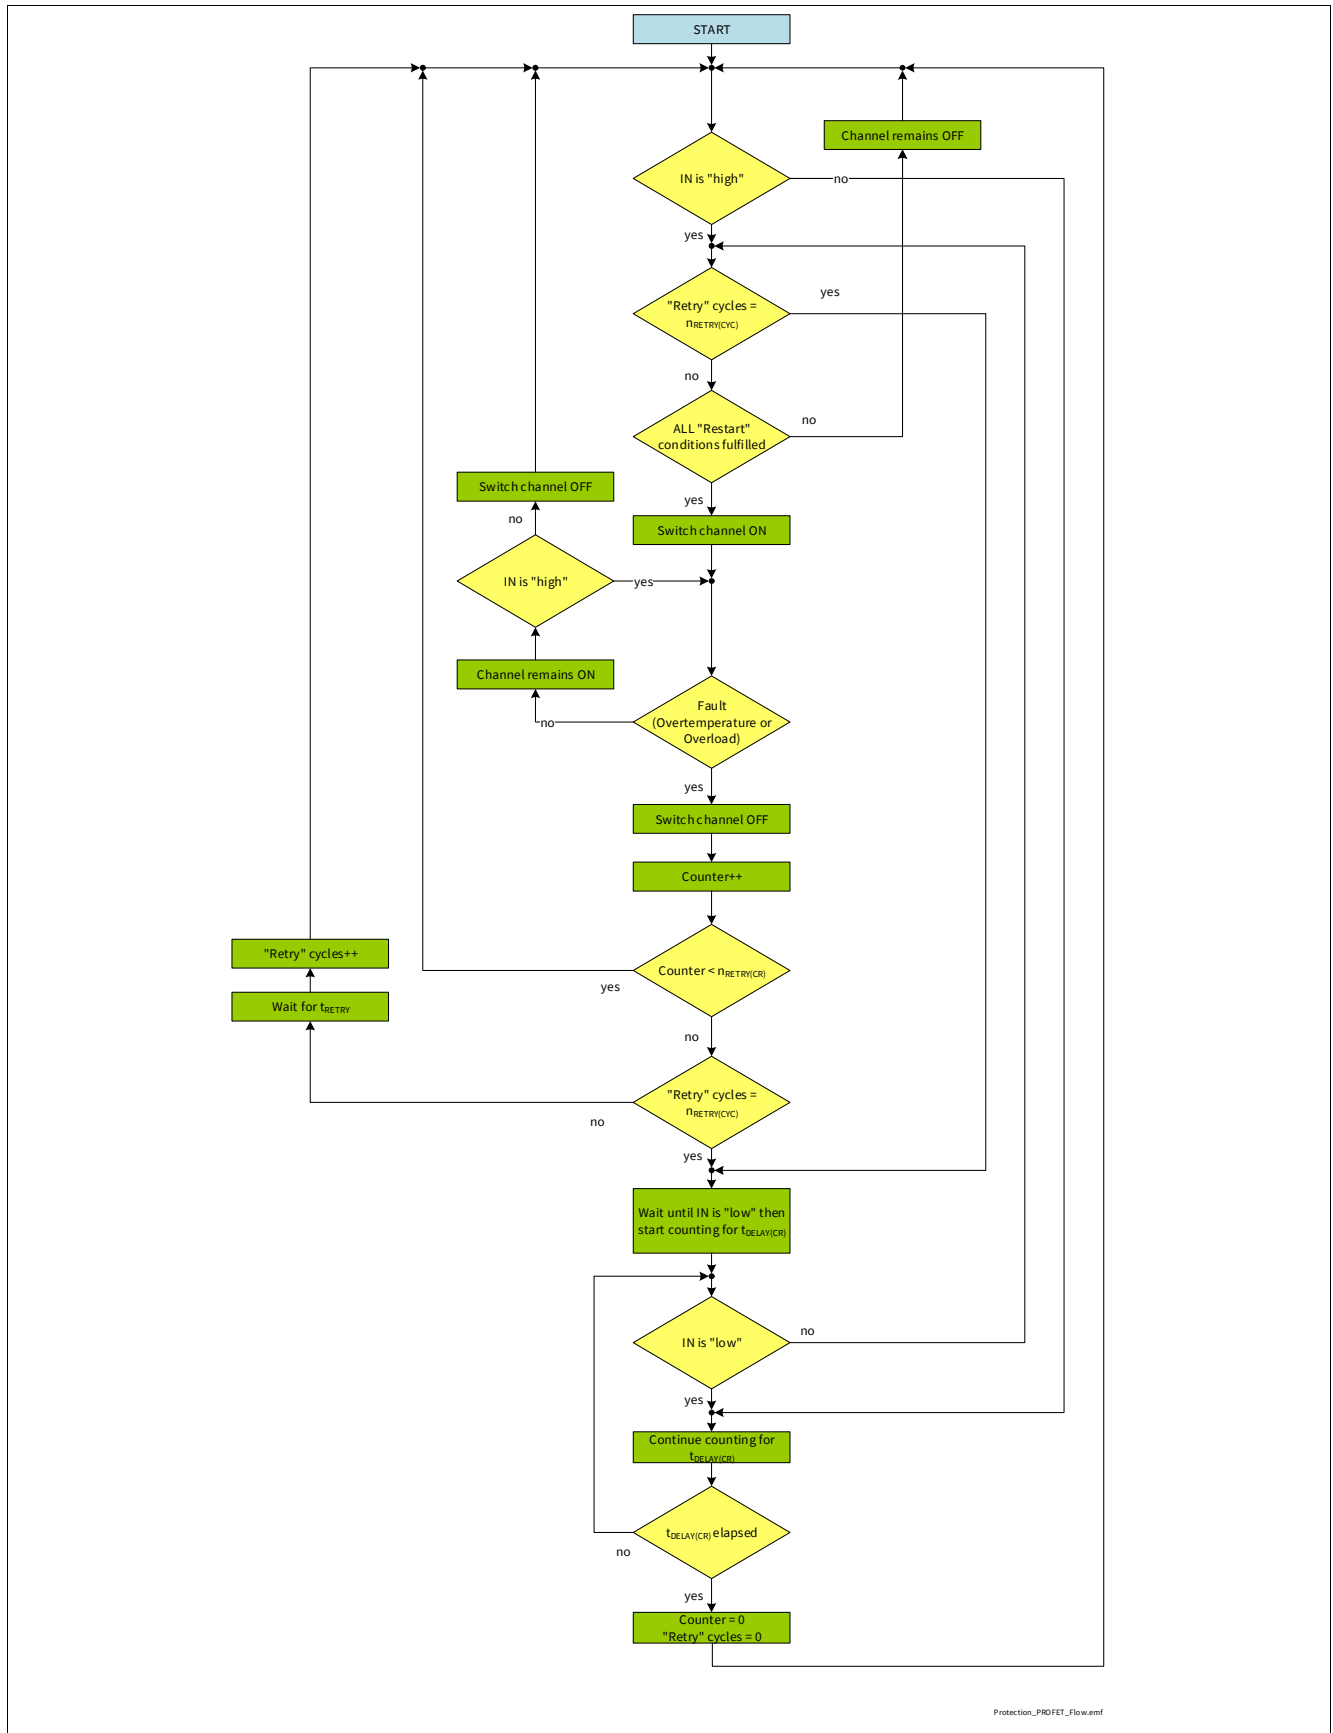 START
Channel remains OFF
IN is "high"
no
yes
yes
"Retry" cycles =
nRETRY(CYC)
no
no
ALL "Restart"
conditions fulfilled
Switch channel OFF
yes
no
Switch channel ON
IN is "high"
yes
Channel remains ON
Fault
(Overtemperature or
Overload)
no
yes
Switch channel OFF
Counter++
"Retry" cycles++
Counter < nRETRY(CR)
yes
Wait for tRETRY
no
"Retry" cycles =
nRETRY(CYC)
no
yes
Wait until IN is "low" then
start counting for tDELAY(CR)
no
IN is "low"
yes
Continue counting for
tDELAY(CR)
tDELAY(CR) elapsed
no
yes
Counter = 0
"Retry" cycles = 0
Protection_PROFET_Flow.emf